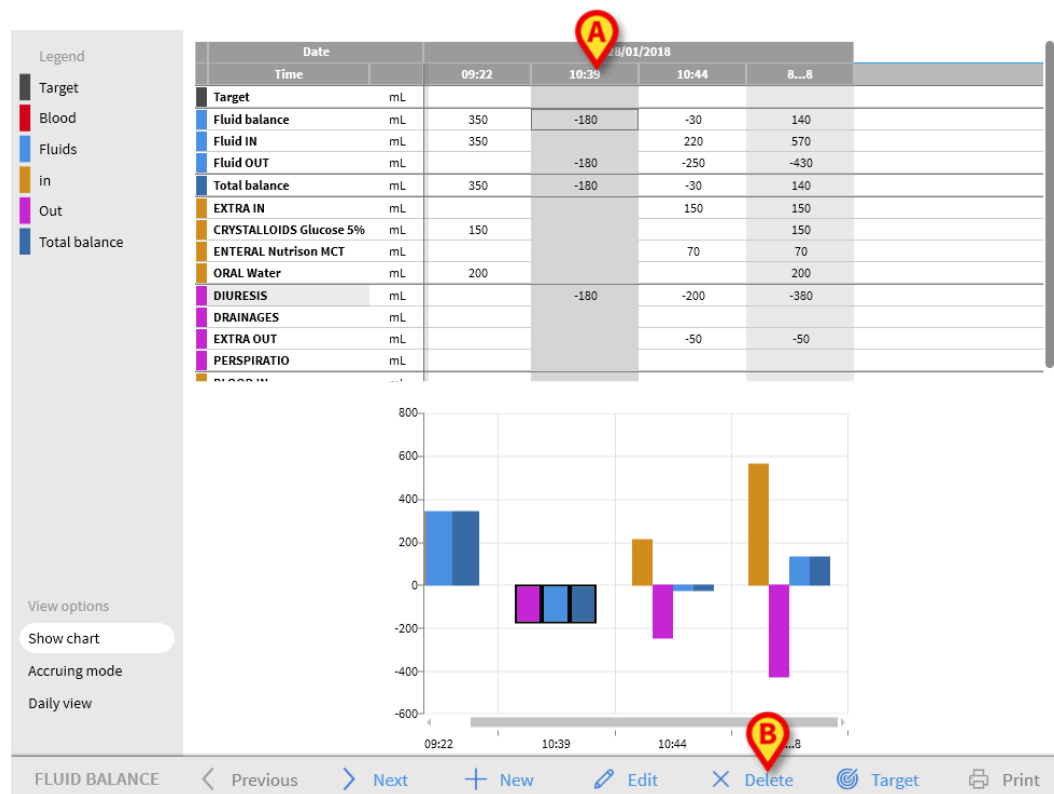 Legend
Target
Blood
Fluids
in
Out
Total balance
View options
Show chart
Accruing mode
Daily view
Date 28/01/2018
Time 09:22 10:39 10:44 8...8
Target mL
Fluid balance mL 350 -180 -30 140
Fluid IN mL 350 220 570
Fluid OUT mL -180 -250 -430
Total balance mL 350 -180 -30 140
EXTRA IN mL 150 150
CRYSTALLOIDS Glucose 5% mL 150 150
ENTERAL Nutrison MCT mL 70 70
ORAL Water mL 200 200
DIURESIS mL -180 -200 -380
DRAINAGES mL
EXTRA OUT mL -50 -50
PERSPIRATIO mL
A
800
600
400
200
0
-200
-400
-600
09:22 10:39 10:44 ...8
B
FLUID BALANCE Previous Next New Edit Delete Target Print